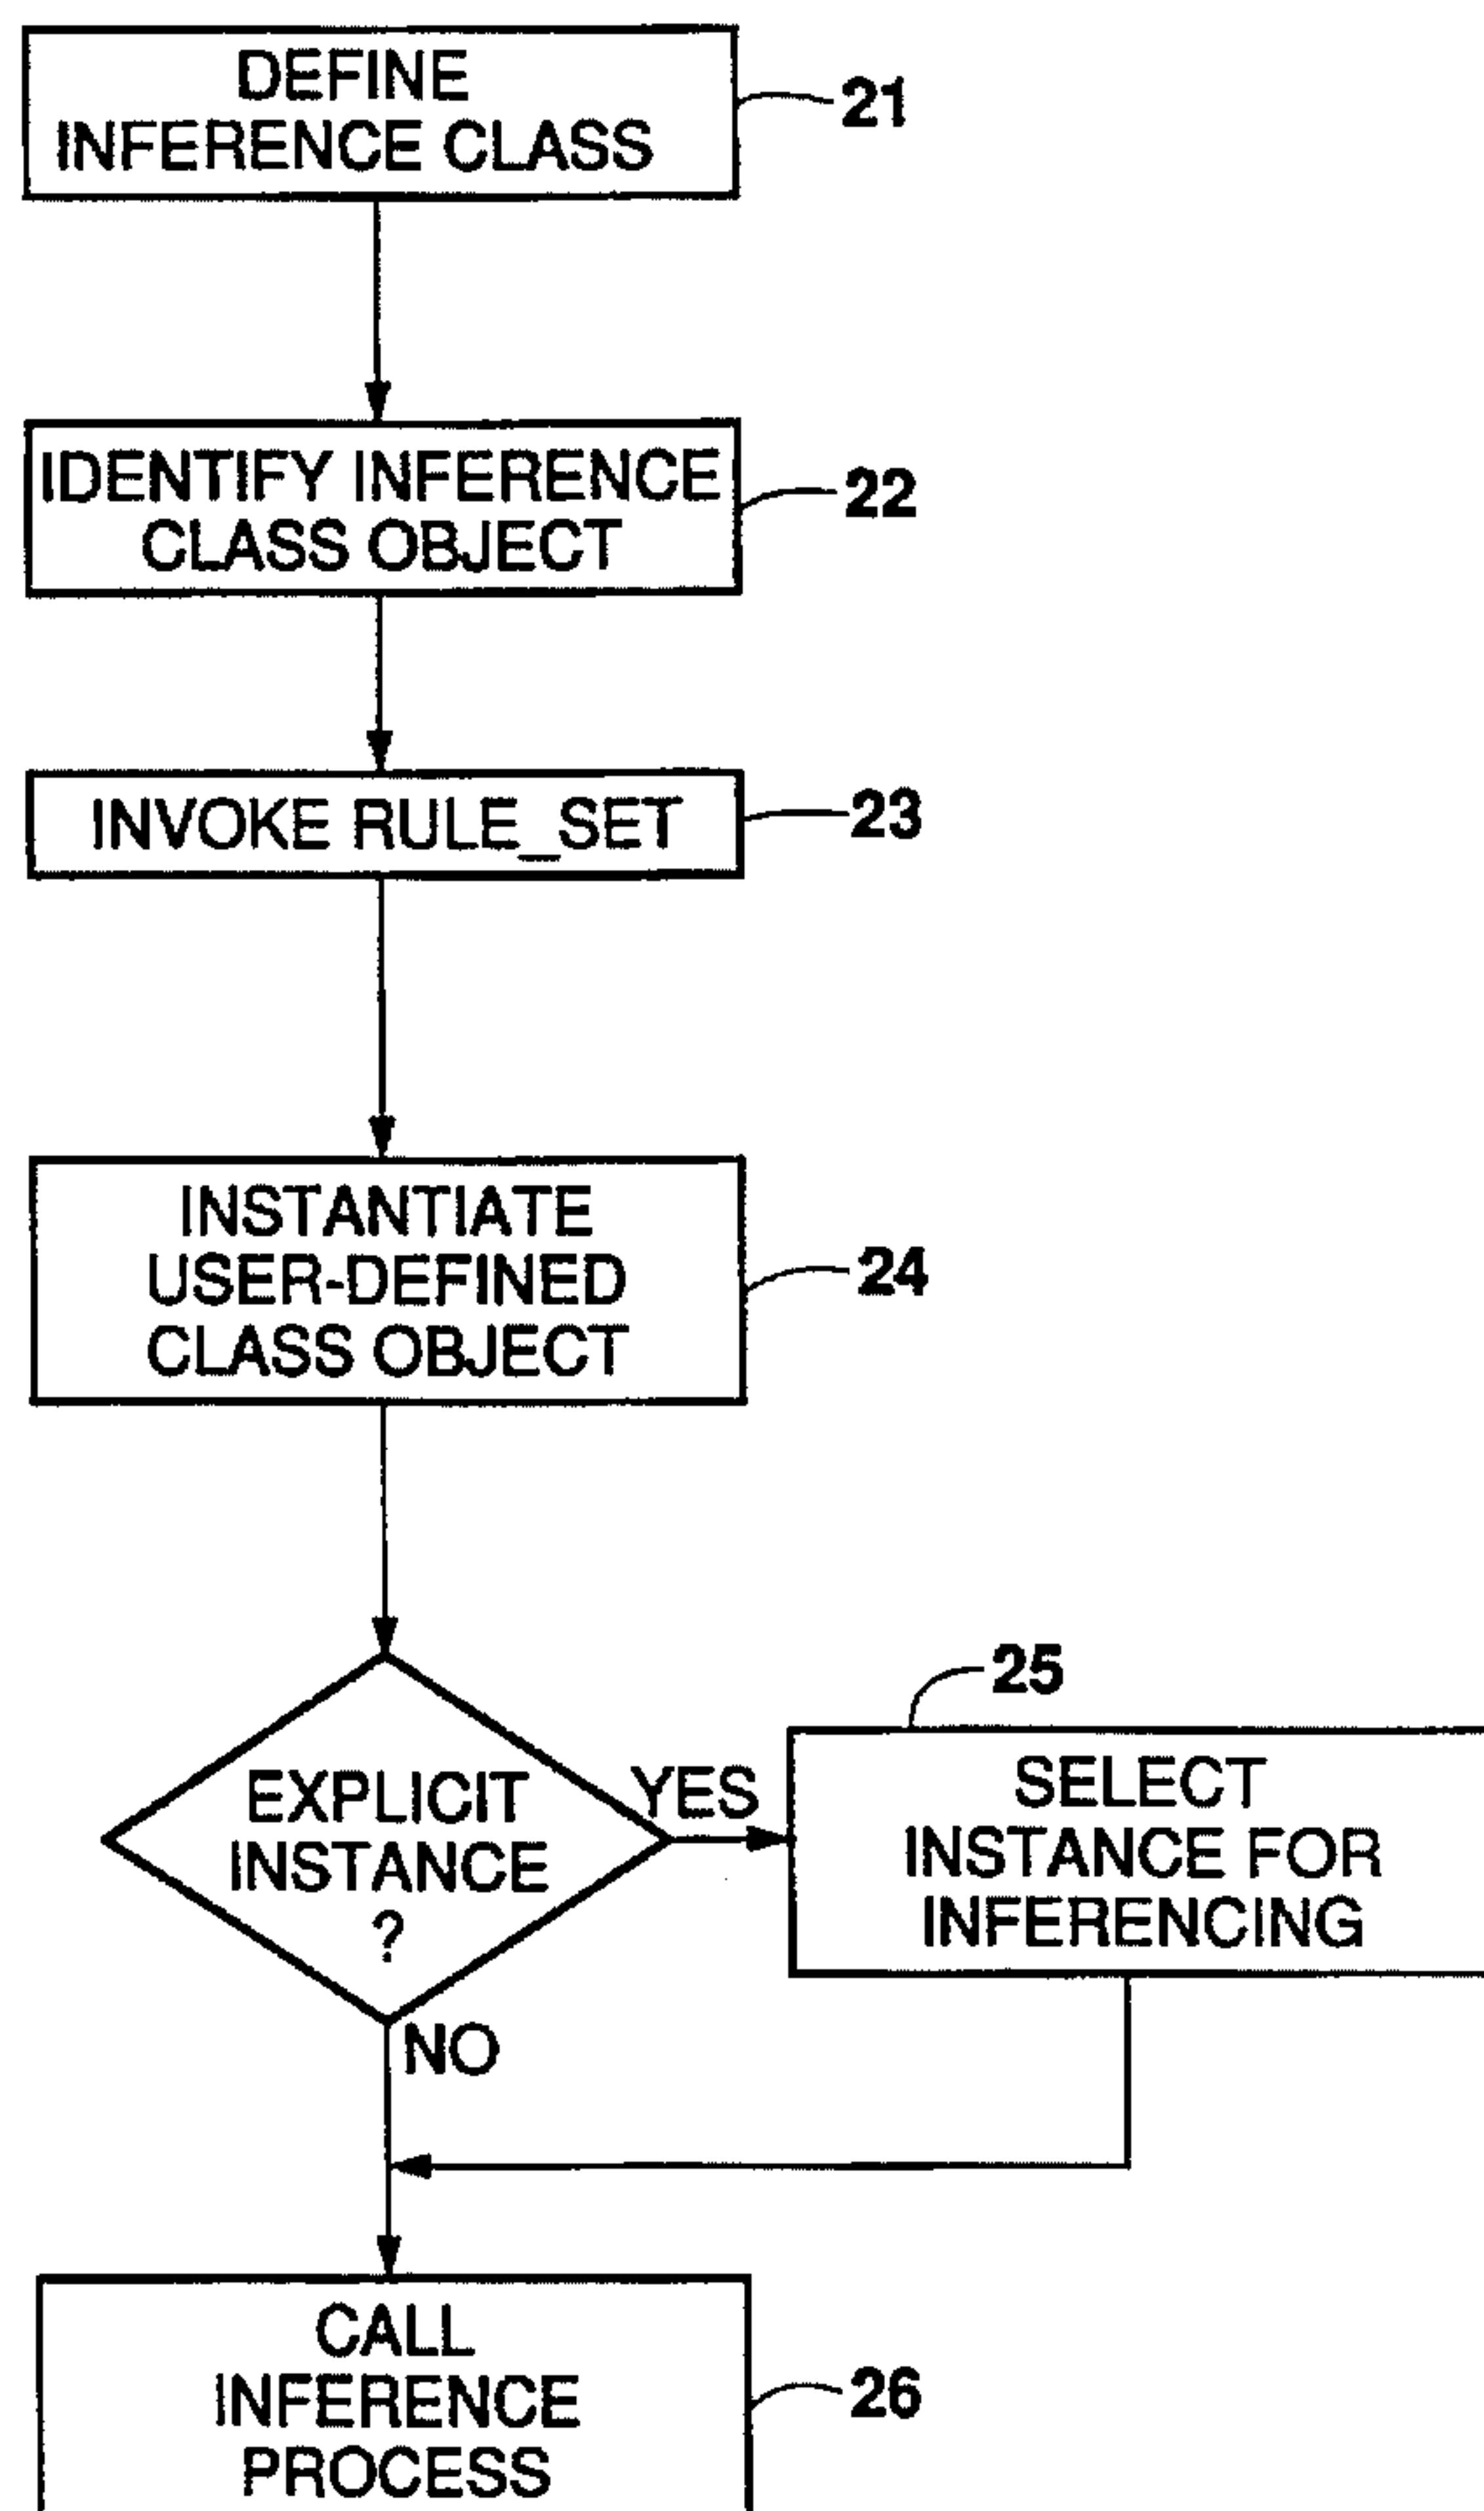 DEFINE
INFERENCE CLASS
21
IDENTIFY INFERENCE
CLASS OBJECT
22
INVOKE RULE_SET
23
INSTANTIATE
USER-DEFINED
CLASS OBJECT
24
EXPLICIT
INSTANCE
?
YES
25
SELECT
INSTANCE FOR
INFERENCING
NO
CALL
INFERENCE
PROCESS
26